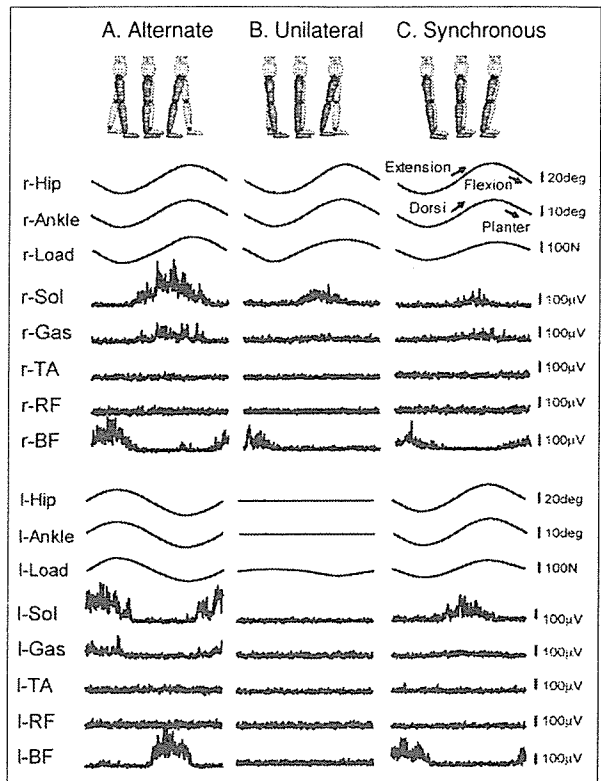 A. Alternate B. Unilateral C. Synchronous
r-Hip Extension Flexion 20deg
r-Ankle Dorsi Planter 10deg
r-Load 100N
r-Sol 100μV
r-Gas 100μV
r-TA 100μV
r-RF 100μV
r-BF 100μV
l-Hip 20deg
l-Ankle 10deg
l-Load 100N
l-Sol 100μV
l-Gas 100μV
l-TA 100μV
l-RF 100μV
l-BF 100μV